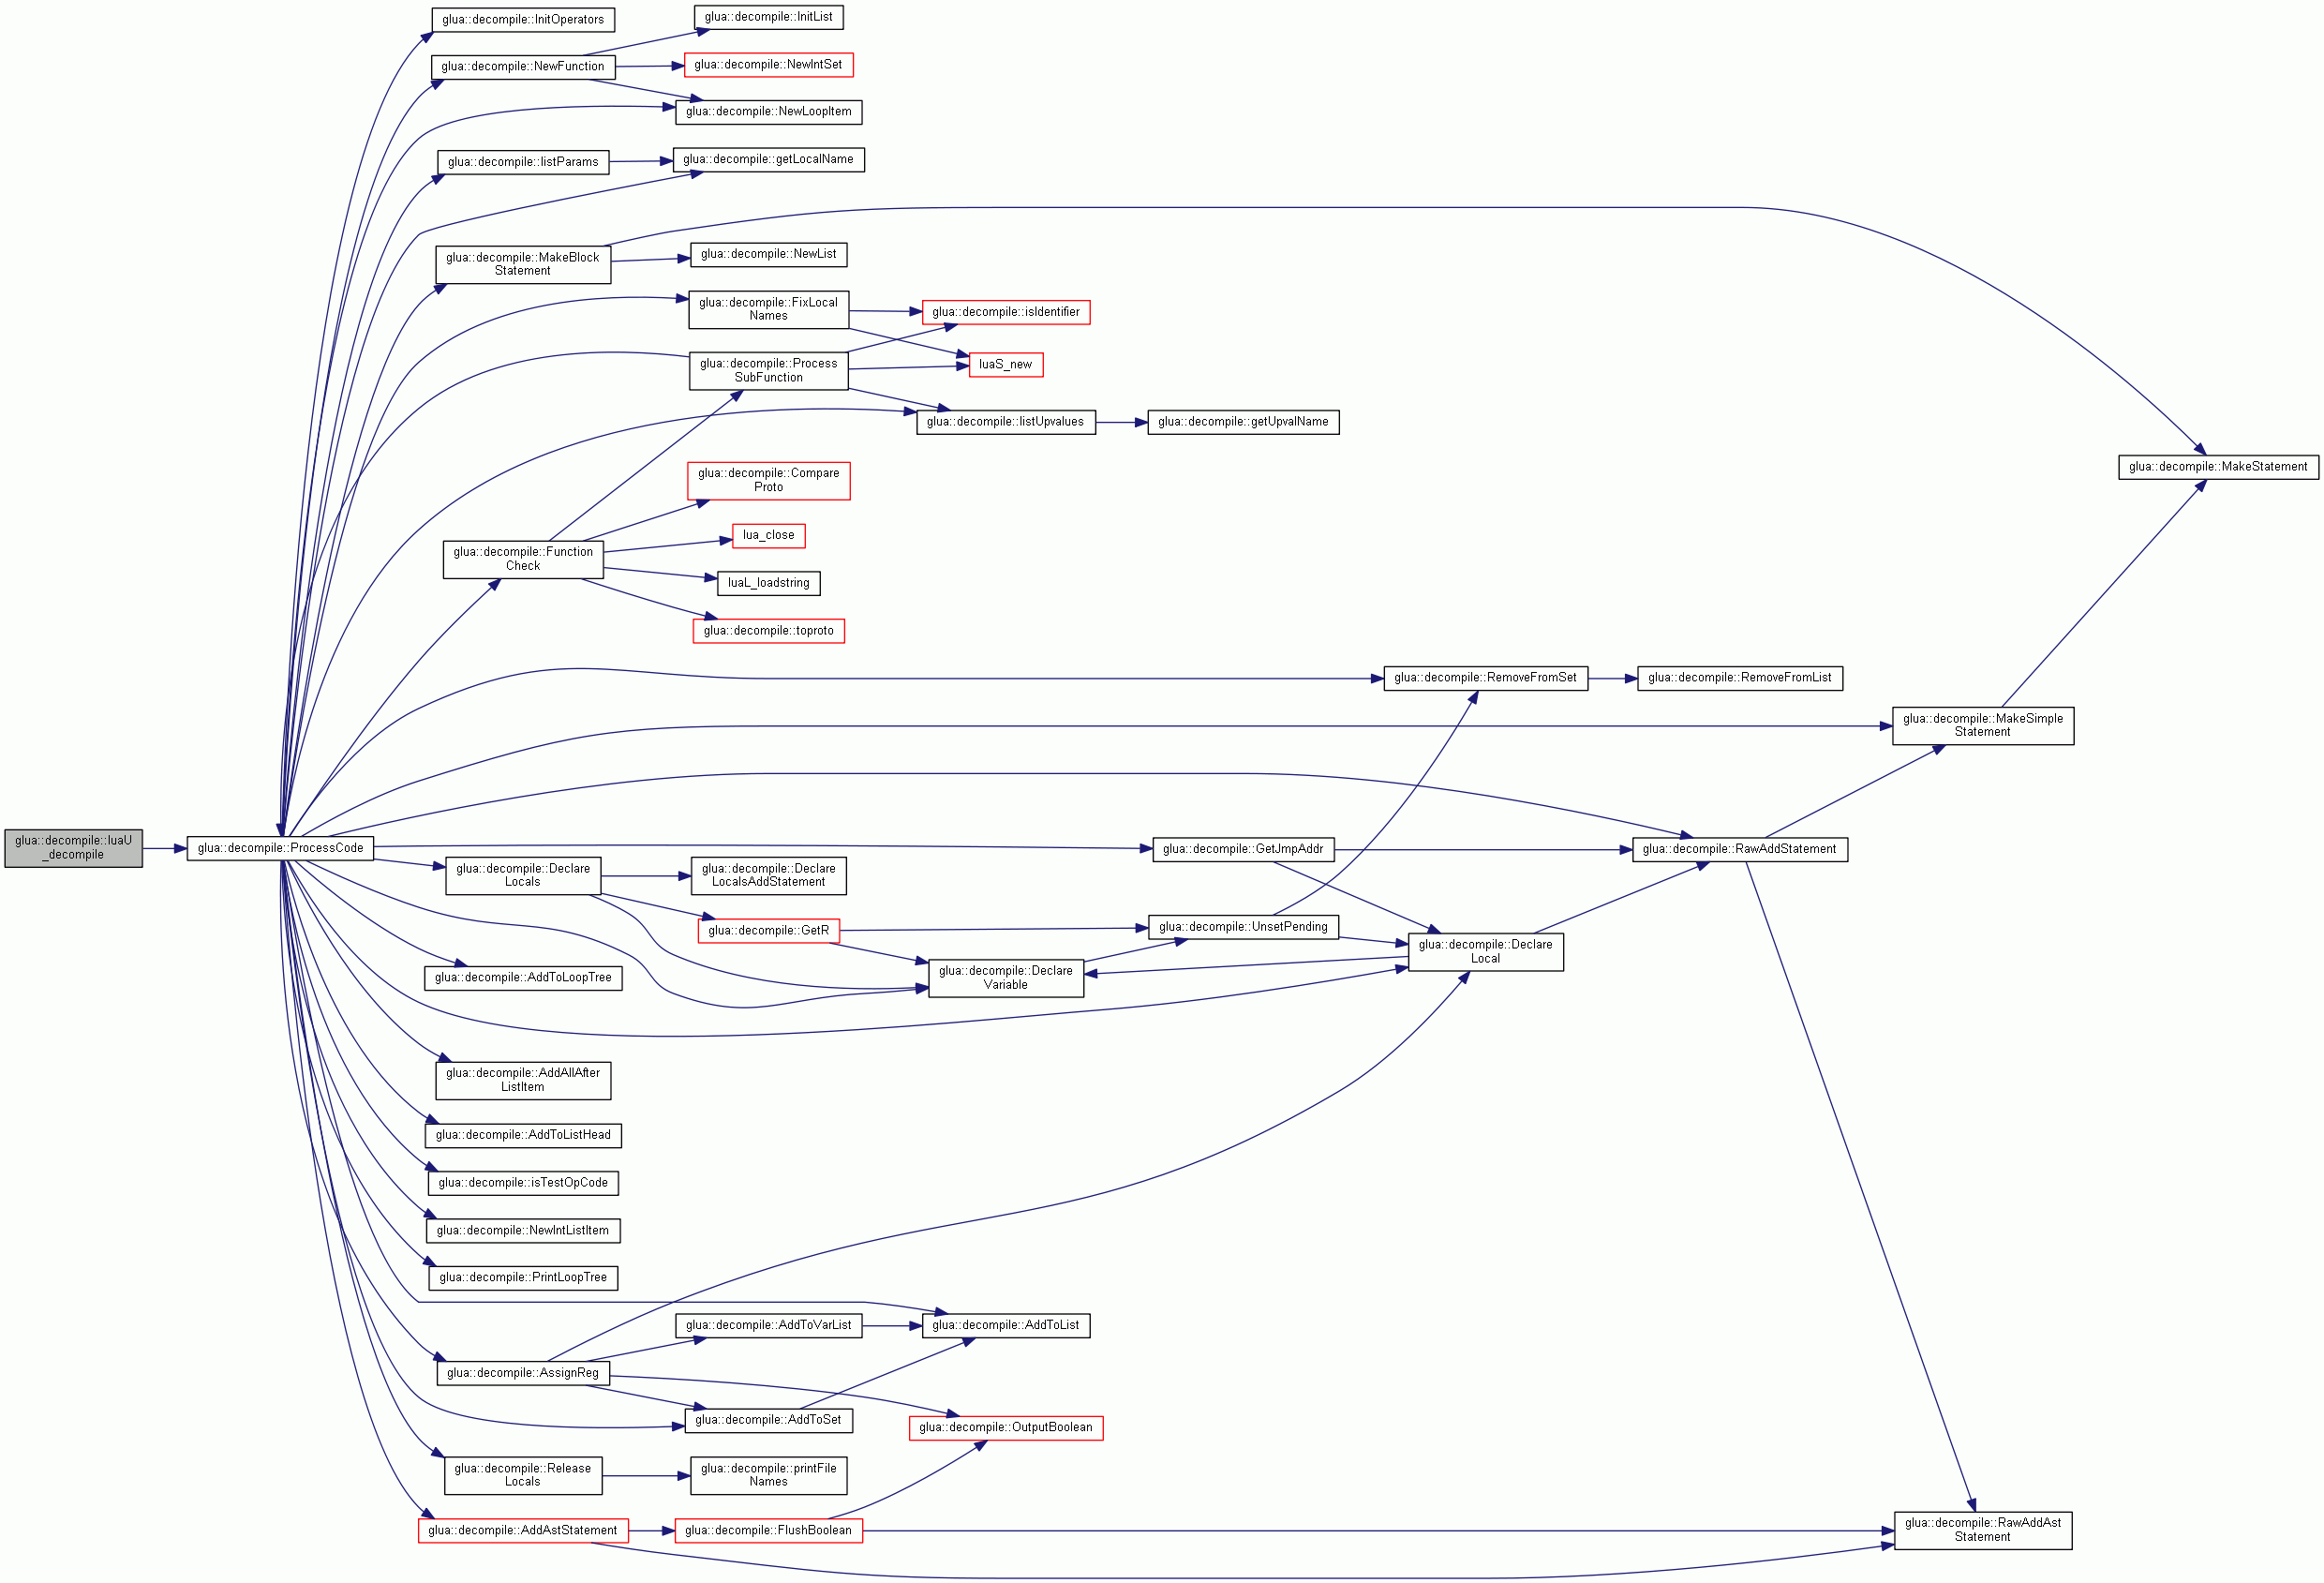 glua::decompile::InitOperators
glua::decompile::InitList
glua::decompile::NewFunction
glua::decompile::NewIntSet
glua::decompile::NewLoopItem
glua::decompile::listParams
glua::decompile::getLocalName
glua::decompile::MakeBlock
Statement
glua::decompile::NewList
glua::decompile::FixLocal
Names
glua::decompile::isIdentifier
glua::decompile::Process
SubFunction
luaS_new
glua::decompile::listUpvalues
glua::decompile::getUpvalName
glua::decompile::MakeStatement
glua::decompile::Compare
Proto
lua_close
glua::decompile::Function
Check
luaL_loadstring
glua::decompile::toproto
glua::decompile::RemoveFromSet
glua::decompile::RemoveFromList
glua::decompile::MakeSimple
Statement
glua::decompile::luaU
_decompile
glua::decompile::ProcessCode
glua::decompile::GetJmpAddr
glua::decompile::RawAddStatement
glua::decompile::Declare
Locals
glua::decompile::Declare
LocalsAddStatement
glua::decompile::GetR
glua::decompile::UnsetPending
glua::decompile::Declare
Local
glua::decompile::AddToLoopTree
glua::decompile::Declare
Variable
glua::decompile::AddAllAfter
ListItem
glua::decompile::AddToListHead
glua::decompile::isTestOpCode
glua::decompile::NewIntListItem
glua::decompile::PrintLoopTree
glua::decompile::AddToVarList
glua::decompile::AddToList
glua::decompile::AssignReg
glua::decompile::AddToSet
glua::decompile::OutputBoolean
glua::decompile::Release
Locals
glua::decompile::printFile
Names
glua::decompile::AddAstStatement
glua::decompile::FlushBoolean
glua::decompile::RawAddAst
Statement